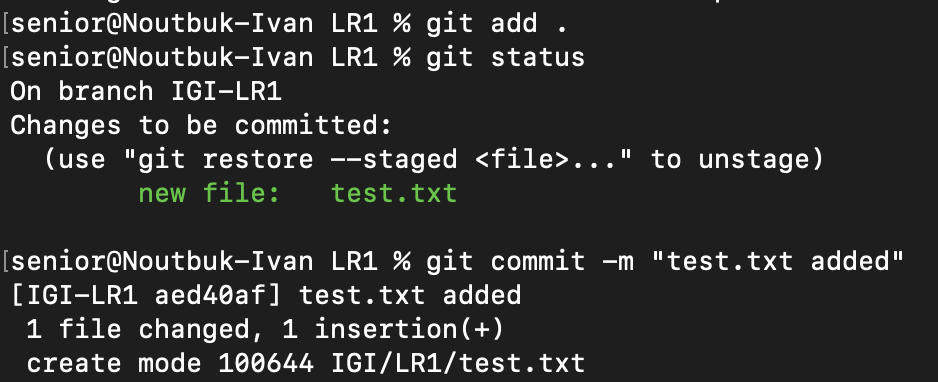 [senior@Noutbuk-Ivan LR1 % git add .
[senior@Noutbuk-Ivan LR1 % git status
On branch IGI-LR1
Changes to be committed:
  (use "git restore --staged <file>..." to unstage)
        new file:   test.txt
[senior@Noutbuk-Ivan LR1 % git commit -m "test.txt added"
[IGI-LR1 aed40af] test.txt added
 1 file changed, 1 insertion(+)
 create mode 100644 IGI/LR1/test.txt